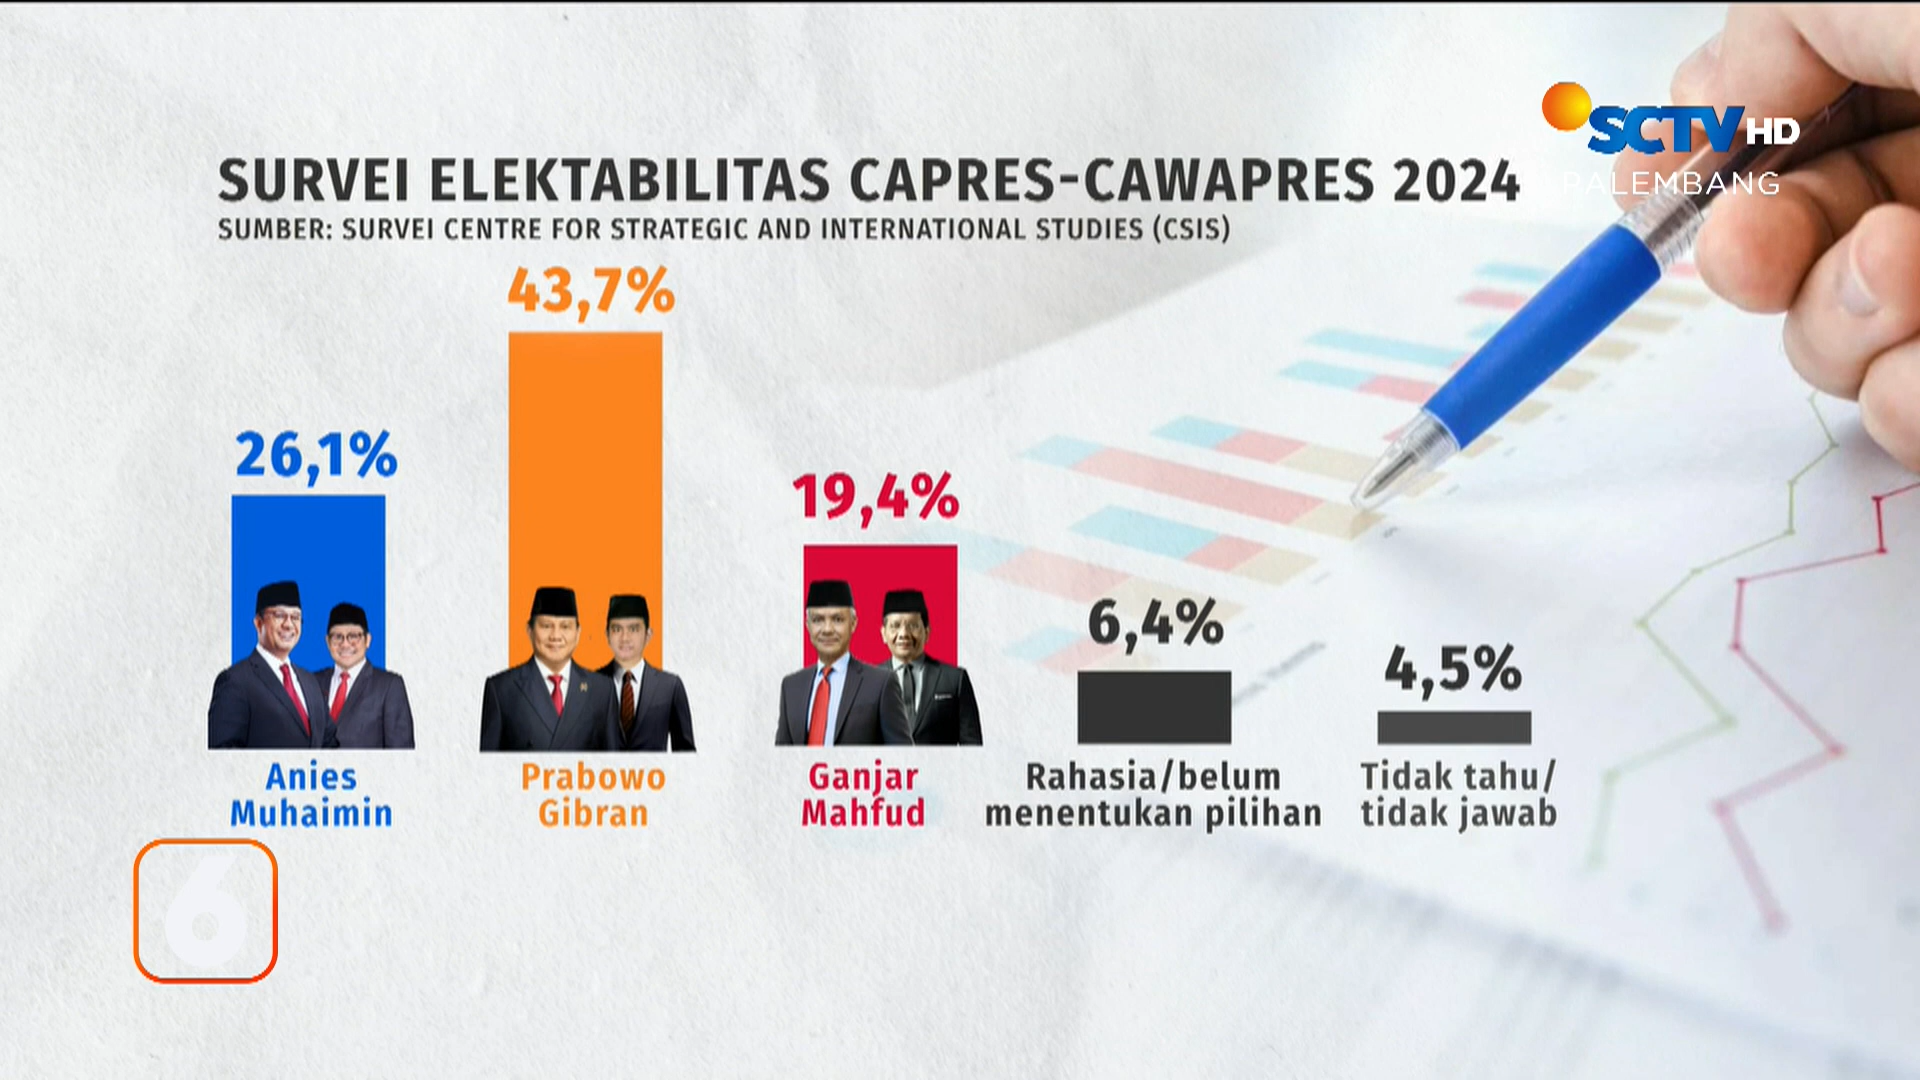 SCTV HD
PALEMBANG
SURVEI ELEKTABILITAS CAPRES-CAWAPRES 2024
SUMBER: SURVEI CENTRE FOR STRATEGIC AND INTERNATIONAL STUDIES (CSIS)
26,1%
43,7%
19,4%
6,4%
4,5%
Anies
Muhaimin
Prabowo
Gibran
Ganjar
Mahfud
Rahasia/belum
menentukan pilihan
Tidak tahu/
tidak jawab
6